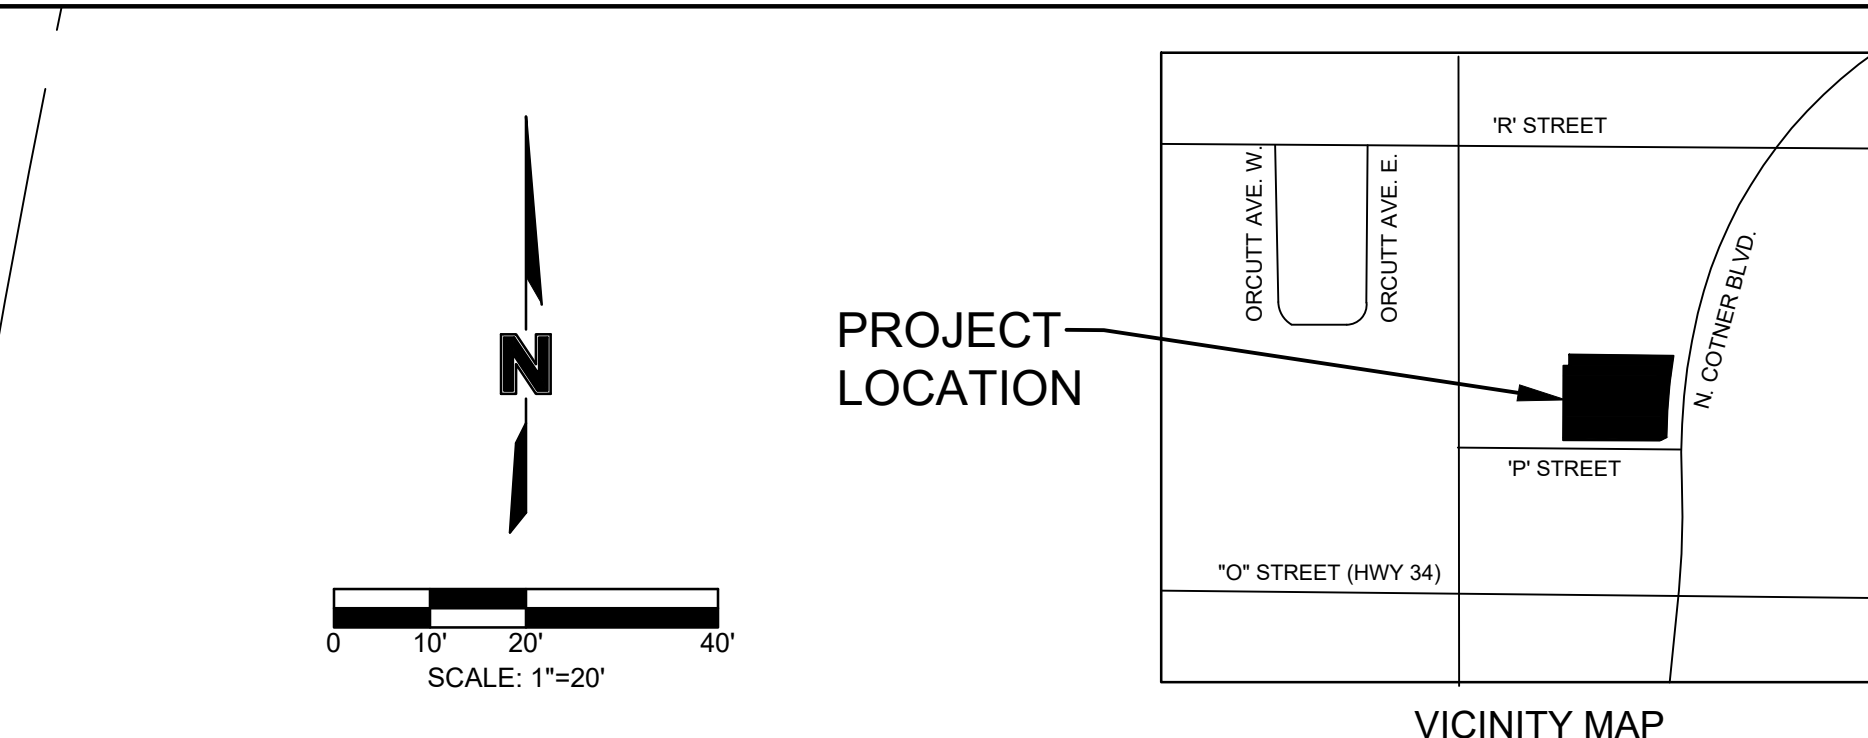 N
0 10' 20' 40'
SCALE: 1"=20'
PROJECT
LOCATION
'R' STREET
ORCUTT AVE. W.
ORCUTT AVE. E.
N. COTNER BLVD.
'P' STREET
"O" STREET (HWY 34)
VICINITY MAP